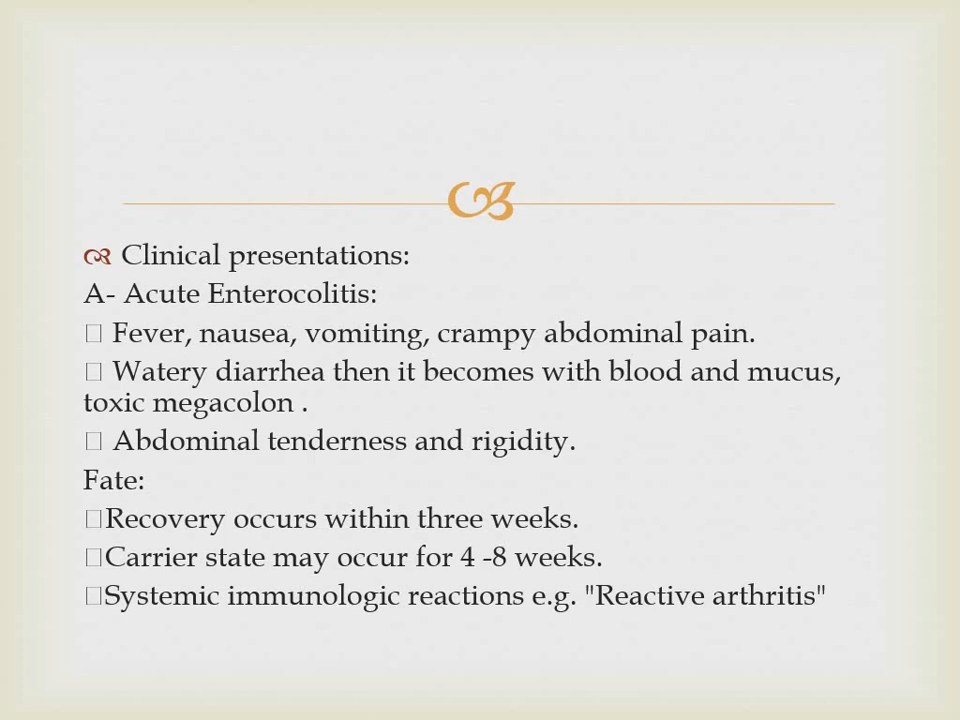 Clinical presentations:
A- Acute Enterocolitis:
Fever, nausea, vomiting, crampy abdominal pain.
Watery diarrhea then it becomes with blood and mucus,
toxic megacolon .
Abdominal tenderness and rigidity.
Fate:
Recovery occurs within three weeks.
Carrier state may occur for 4 -8 weeks.
Systemic immunologic reactions e.g. "Reactive arthritis"